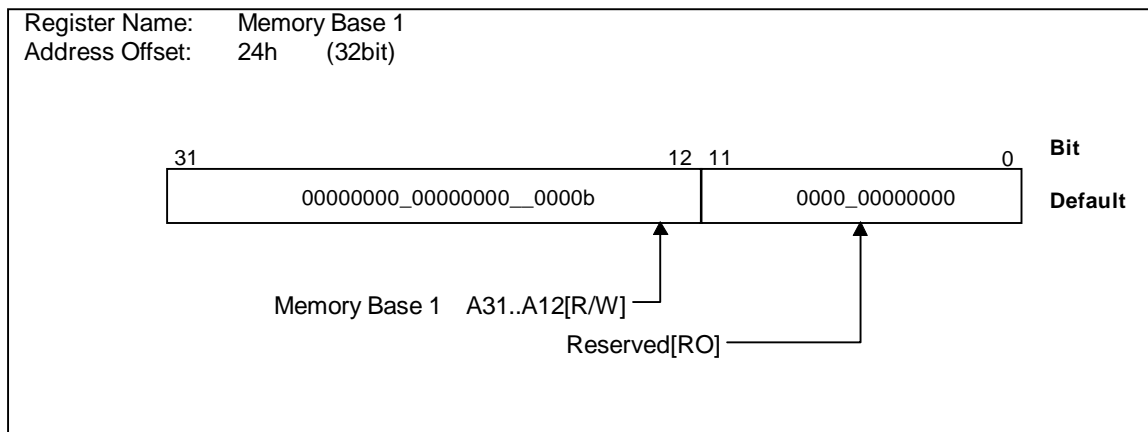 Register Name: Memory Base 1
Address Offset: 24h (32bit)
31 12 11 0 Bit
00000000_00000000__0000b 0000_00000000 Default
Memory Base 1 A31..A12[R/W]
Reserved[RO]